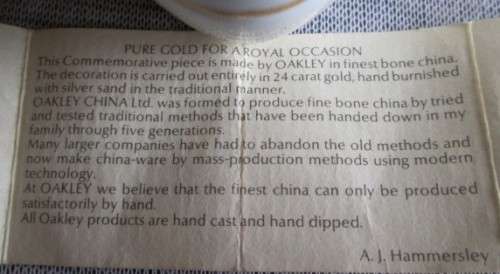 PURE GOLD FOR A ROYAL OCCASION
This Commemorative piece is made by OAKLEY in finest bone china.
The decoration is carried out entirely in 24 carat gold, hand burnished
with silver sand in the traditional manner.
OAKLEY CHINA Ltd. was formed to produce fine bone china by tried
and tested traditional methods that have been handed down in my
family through five generations.
Many larger companies have had to abandon the old methods and
now make china-ware by mass-production methods using modern
technology.
At OAKLEY we believe that the finest china can only be produced
satisfactorily by hand.
All Oakley products are hand cast and hand dipped.
A. J. Hammersley